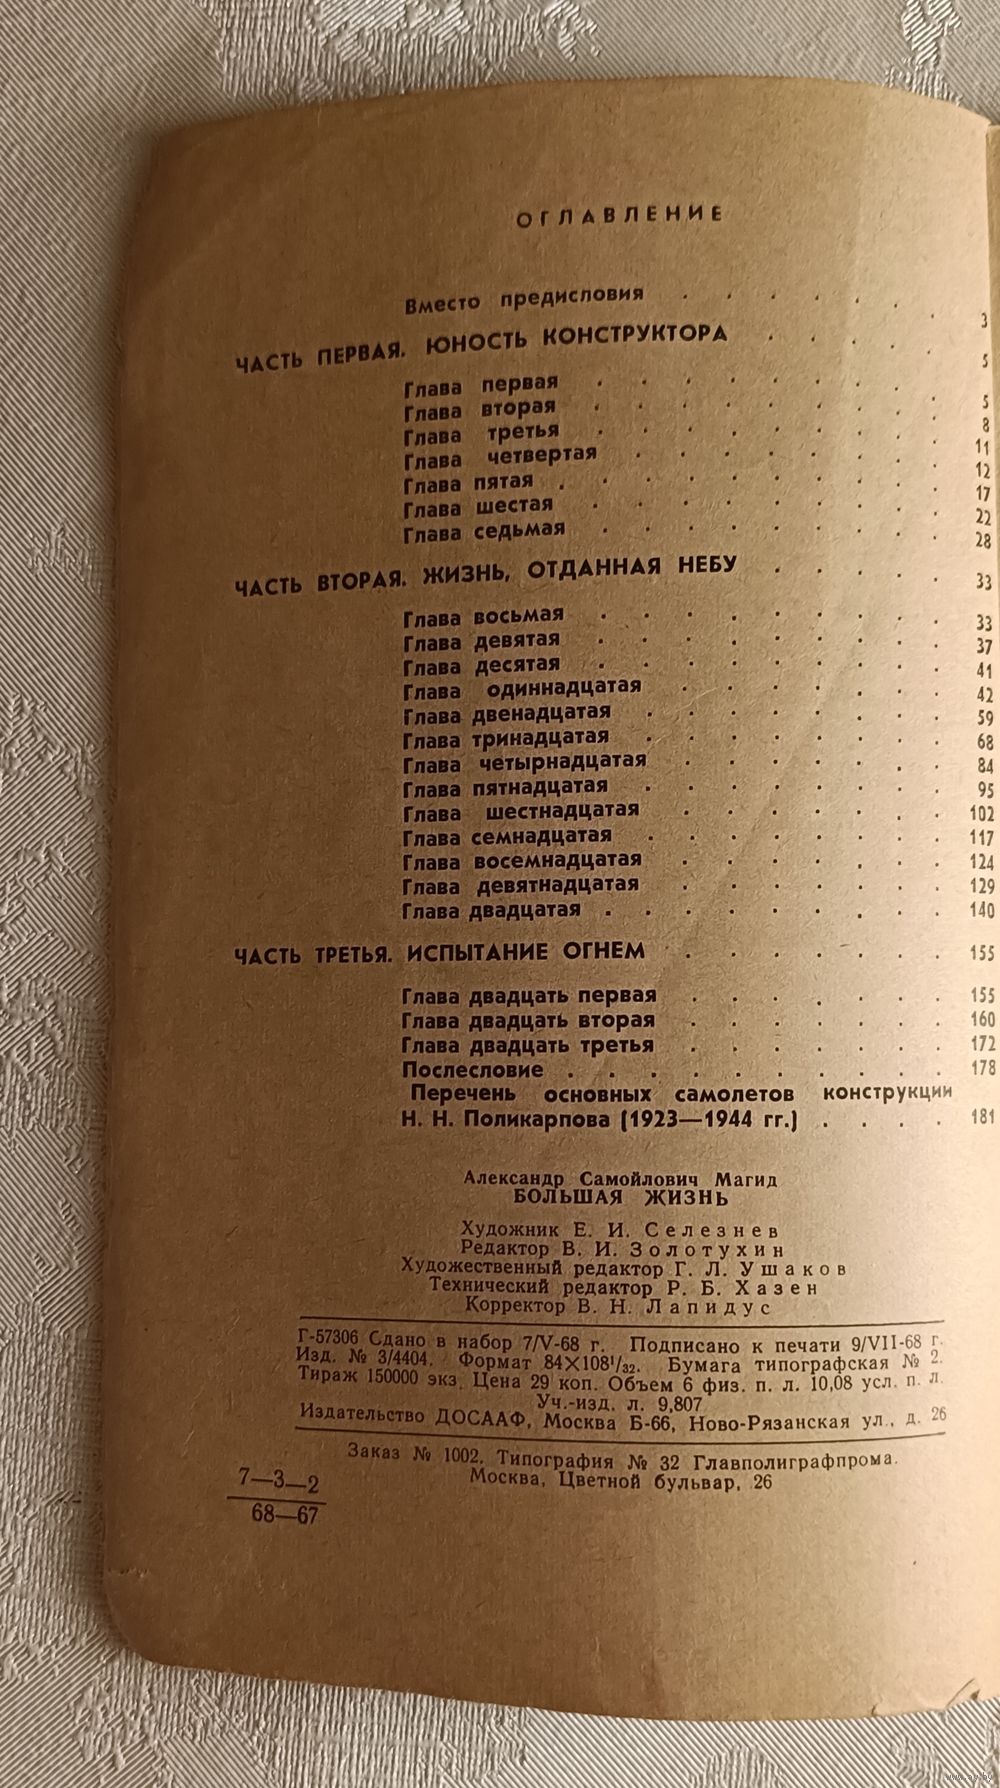 ОГЛАВЛЕНИЕ
Вместо предисловия . . . . . . . 3
ЧАСТЬ ПЕРВАЯ. ЮНОСТЬ КОНСТРУКТОРА . . . . . 5
Глава первая . . . . . . . . 5
Глава вторая . . . . . . . . 8
Глава третья . . . . . . . . 11
Глава четвертая . . . . . . . 12
Глава пятая . . . . . . . . . 17
Глава шестая . . . . . . . . 22
Глава седьмая . . . . . . . . 28
ЧАСТЬ ВТОРАЯ. ЖИЗНЬ, ОТДАННАЯ НЕБУ . . . . . 33
Глава восьмая . . . . . . . . 33
Глава девятая . . . . . . . . 37
Глава десятая . . . . . . . . 41
Глава одиннадцатая . . . . . . . 42
Глава двенадцатая . . . . . . . 59
Глава тринадцатая . . . . . . . 68
Глава четырнадцатая . . . . . . . 84
Глава пятнадцатая . . . . . . . 95
Глава шестнадцатая . . . . . . . 102
Глава семнадцатая . . . . . . . 117
Глава восемнадцатая . . . . . . . 124
Глава девятнадцатая . . . . . . . 129
Глава двадцатая . . . . . . . . 140
ЧАСТЬ ТРЕТЬЯ. ИСПЫТАНИЕ ОГНЕМ . . . . . . . 155
Глава двадцать первая . . . . . . . 155
Глава двадцать вторая . . . . . . . 160
Глава двадцать третья . . . . . . . 172
Послесловие . . . . . . . . . . 178
Перечень основных самолетов конструкции
Н. Н. Поликарпова (1923—1944 гг.) . . . . 181
Александр Самойлович Магид
БОЛЬШАЯ ЖИЗНЬ
Художник Е. И. Селезнев
Редактор В. И. Золотухин
Художественный редактор Г. Л. Ушаков
Технический редактор Р. Б. Хазен
Корректор В. Н. Лапидус
Г-57306 Сдано в набор 7/V-68 г. Подписано к печати 9/VII-68 г.
Изд. № 3/4404. Формат 84×108¹/₃₂. Бумага типографская № 2.
Тираж 150000 экз. Цена 29 коп. Объем 6 физ. п. л. 10,08 усл. п. л.
Уч.-изд. л. 9,807
Издательство ДОСААФ, Москва Б-66, Ново-Рязанская ул., д. 26
Заказ № 1002. Типография № 32 Главполиграфпрома.
Москва, Цветной бульвар, 26
7—3—2
68—67
www.ay.by